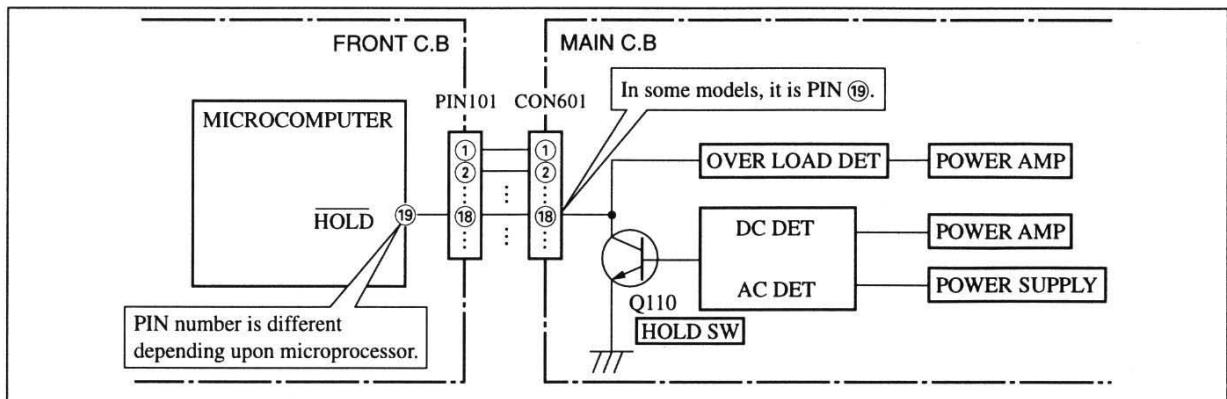 FRONT C.B
MAIN C.B
PIN101
CON601
In some models, it is PIN ⑲.
MICROCOMPUTER
①
①
②
②
HOLD
⑲
⑱
⑱
OVER LOAD DET
POWER AMP
DC DET
POWER AMP
AC DET
POWER SUPPLY
Q110
HOLD SW
PIN number is different
depending upon microprocessor.